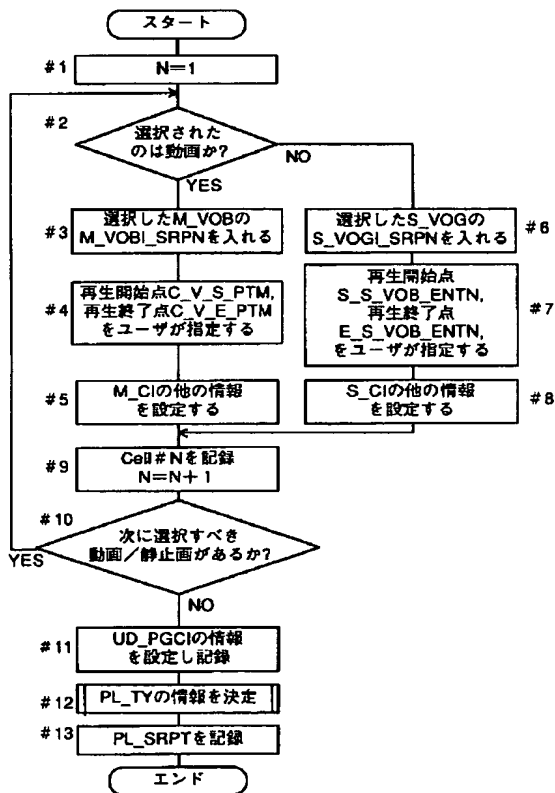 スタート
#1
N=1
#2
選択された
のは動画か?
NO
YES
#3
選択したM_VOBの
M_VOBI_SRPNを入れる
選択したS_VOGの
S_VOGI_SRPNを入れる
#6
#4
再生開始点C_V_S_PTM,
再生終了点C_V_E_PTM
をユーザが指定する
再生開始点
S_S_VOB_ENTN,
再生終了点
E_S_VOB_ENTN,
をユーザが指定する
#7
#5
M_CIの他の情報
を設定する
S_CIの他の情報
を設定する
#8
#9
Cell#Nを記録
N=N+1
#10
次に選択すべき
動画/静止画があるか?
YES
NO
#11
UD_PGCIの情報
を設定し記録
#12
PL_TYの情報を決定
#13
PL_SRPTを記録
エンド